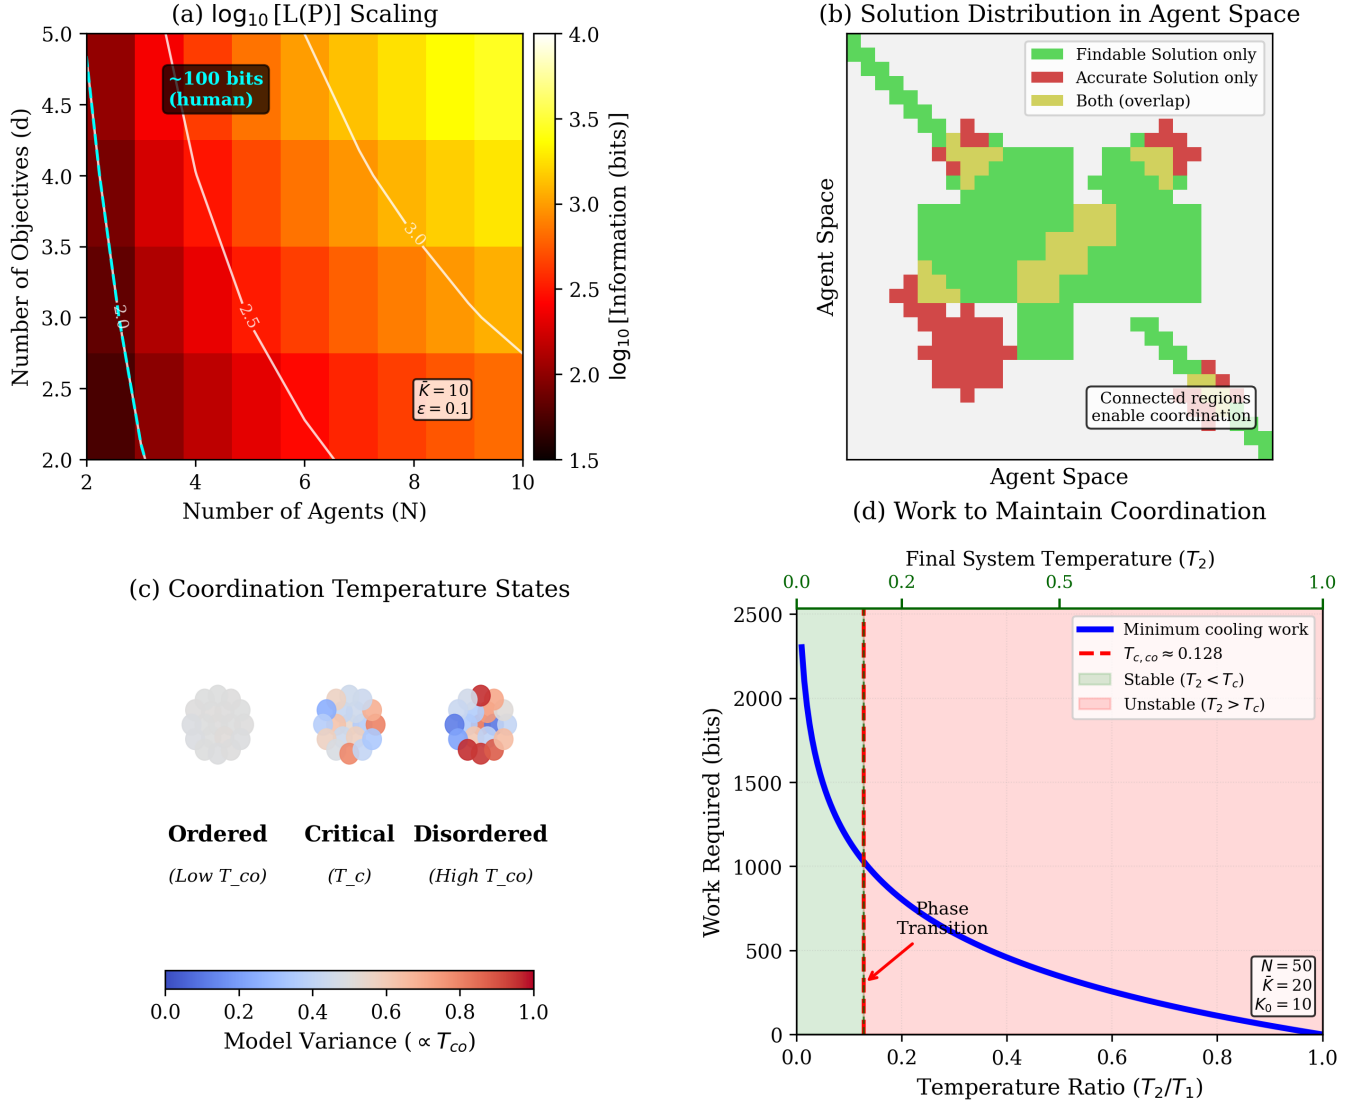 (a) log₁₀[L(P)] Scaling
5.0
4.5
4.0
3.5
3.0
2.5
2.0
Number of Objectives (d)
~100 bits
(human)
2.0
2.5
3.0
K̄ = 10
ε = 0.1
2
4
6
8
10
Number of Agents (N)
4.0
3.5
3.0
2.5
2.0
1.5
log₁₀[Information (bits)]
(b) Solution Distribution in Agent Space
Findable Solution only
Accurate Solution only
Both (overlap)
Connected regions
enable coordination
Agent Space
Agent Space
(c) Coordination Temperature States
Ordered
Critical
Disordered
(Low T_co)
(T_c)
(High T_co)
0.0
0.2
0.4
0.6
0.8
1.0
Model Variance (∝ T_co)
(d) Work to Maintain Coordination
Final System Temperature (T₂)
0.0
0.2
0.5
1.0
2500
2000
1500
1000
500
0
Work Required (bits)
Minimum cooling work
T_c,co ≈ 0.128
Stable (T₂ < T_c)
Unstable (T₂ > T_c)
Phase
Transition
N = 50
K̄ = 20
K₀ = 10
0.0
0.2
0.4
0.6
0.8
1.0
Temperature Ratio (T₂/T₁)